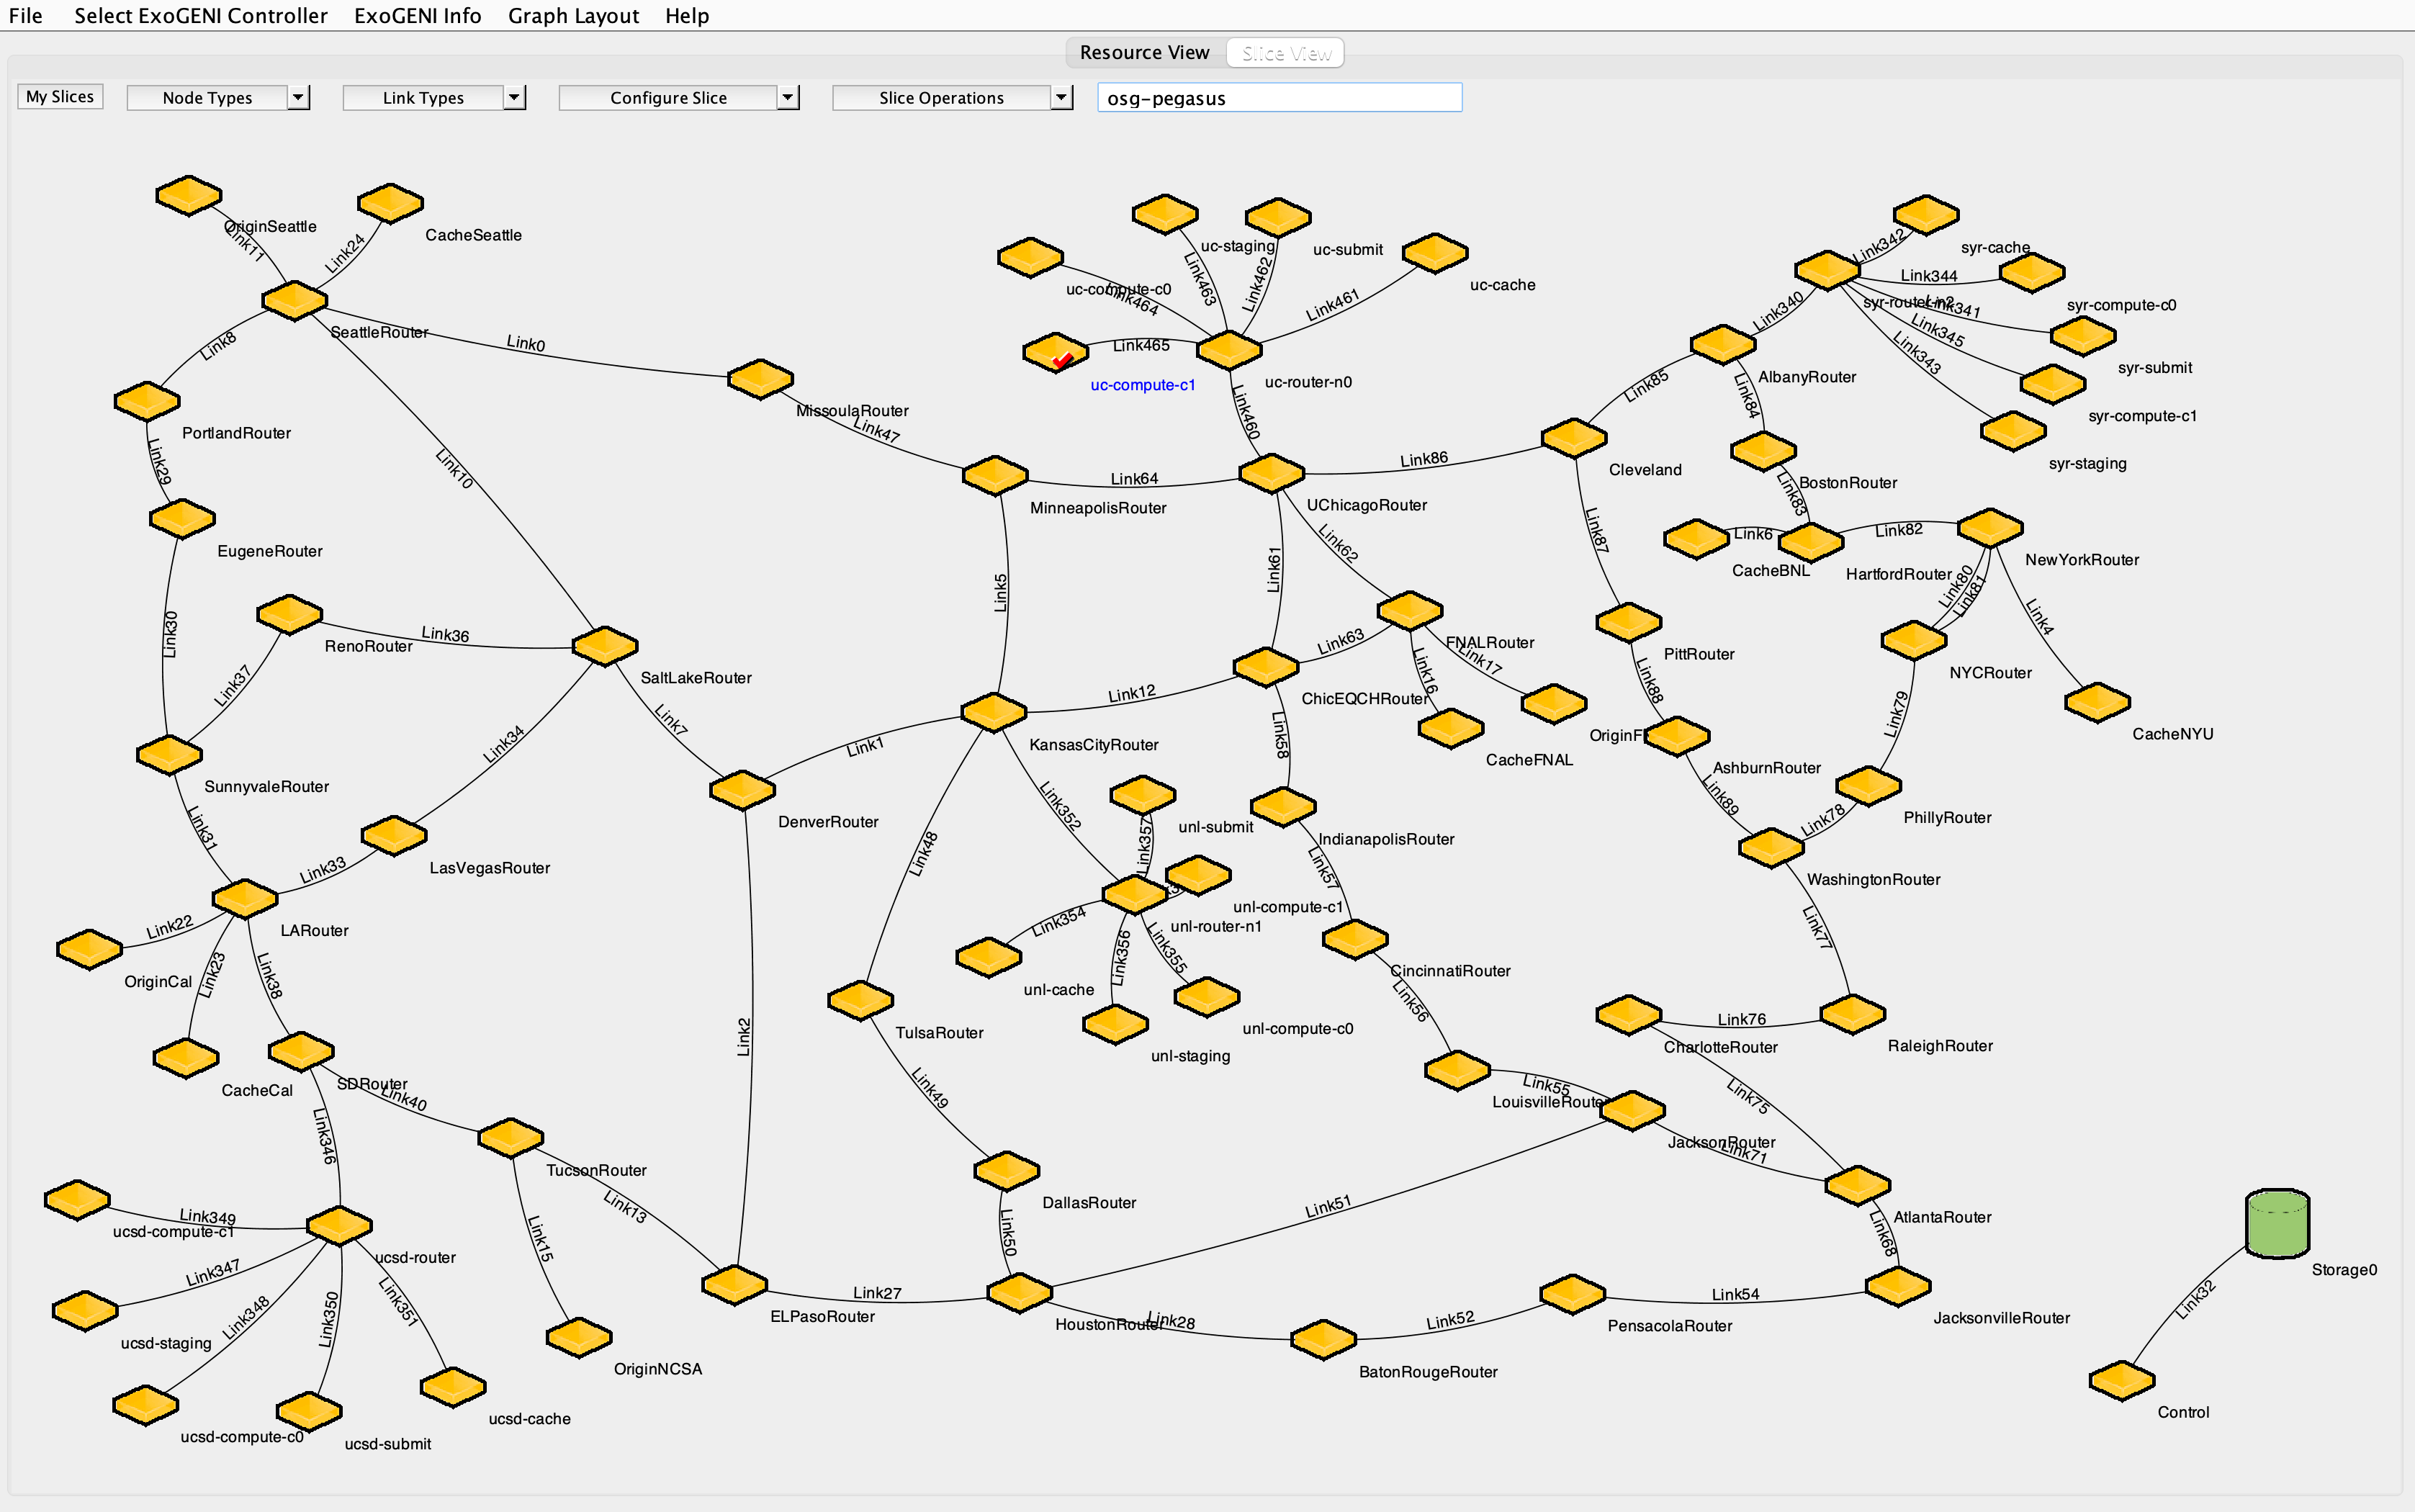 File Select ExoGENI Controller ExoGENI Info Graph Layout Help
Resource View Slice View
My Slices Node Types Link Types Configure Slice Slice Operations osg-pegasus
OriginSeattle
Link11
Link24
CacheSeattle
SeattleRouter
Link8
Link0
Link10
PortlandRouter
Link29
EugeneRouter
Link30
RenoRouter
Link36
Link37
SaltLakeRouter
Link7
Link34
SunnyvaleRouter
Link31
LasVegasRouter
Link33
LARouter
Link22
OriginCal
Link23
Link38
CacheCal
SDRouter
Link40
Link346
TucsonRouter
Link13
Link15
OriginNCSA
Link349
ucsd-compute-c1
ucsd-router
Link347
ucsd-staging
Link348
Link350
Link351
ucsd-compute-c0
ucsd-submit
ucsd-cache
MissoulaRouter
Link47
MinneapolisRouter
Link64
Link5
uc-staging
uc-submit
uc-cache
uc-compute-c0
Link464
Link463
Link462
Link461
Link465
uc-compute-c1
uc-router-n0
Link460
UChicagoRouter
Link86
Link61
Link62
FNALRouter
Link63
Link17
Link16
CacheFNAL
ChicEQCHRouter
Link12
Link58
KansasCityRouter
Link1
DenverRouter
Link2
Link48
Link352
Link357
unl-submit
unl-compute-c1
unl-router-n1
Link354
unl-cache
Link356
Link355
unl-compute-c0
unl-staging
IndianapolisRouter
Link57
CincinnatiRouter
Link56
LouisvilleRouter
Link55
JacksonRouter
Link71
Link51
TulsaRouter
Link49
DallasRouter
Link50
ELPasoRouter
Link27
HoustonRouter
Link28
BatonRougeRouter
Link52
PensacolaRouter
Link54
JacksonvilleRouter
Link68
AtlantaRouter
Link75
CharlotteRouter
Link76
RaleighRouter
Link77
WashingtonRouter
Link89
Link78
PhillyRouter
Link79
AshburnRouter
Link88
PittRouter
Link87
Cleveland
Link85
AlbanyRouter
Link84
Link340
BostonRouter
Link83
Link6
CacheBNL
HartfordRouter
Link82
NewYorkRouter
Link80
Link81
Link4
NYCRouter
CacheNYU
Link342
syr-cache
Link344
syr-compute-c0
syr-router-n2
Link341
syr-submit
Link345
syr-compute-c1
Link343
syr-staging
Storage0
Link32
Control